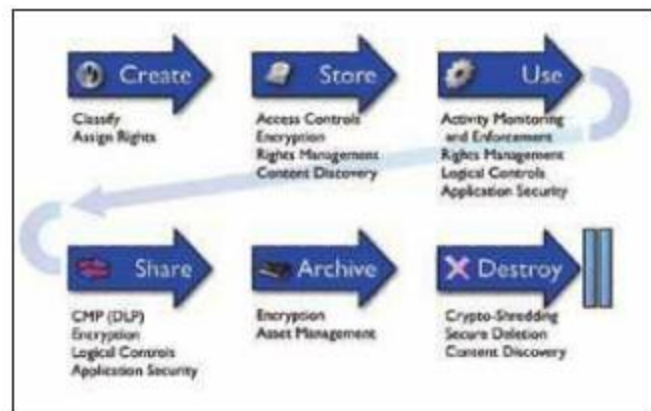 Create
Classify
Assign Rights
Store
Access Controls
Encryption
Rights Management
Content Discovery
Use
Activity Monitoring
and Enforcement
Rights Management
Logical Controls
Application Security
Share
CMP (DLP)
Encryption
Logical Controls
Application Security
Archive
Encryption
Asset Management
Destroy
Crypto-Shredding
Secure Deletion
Content Discovery